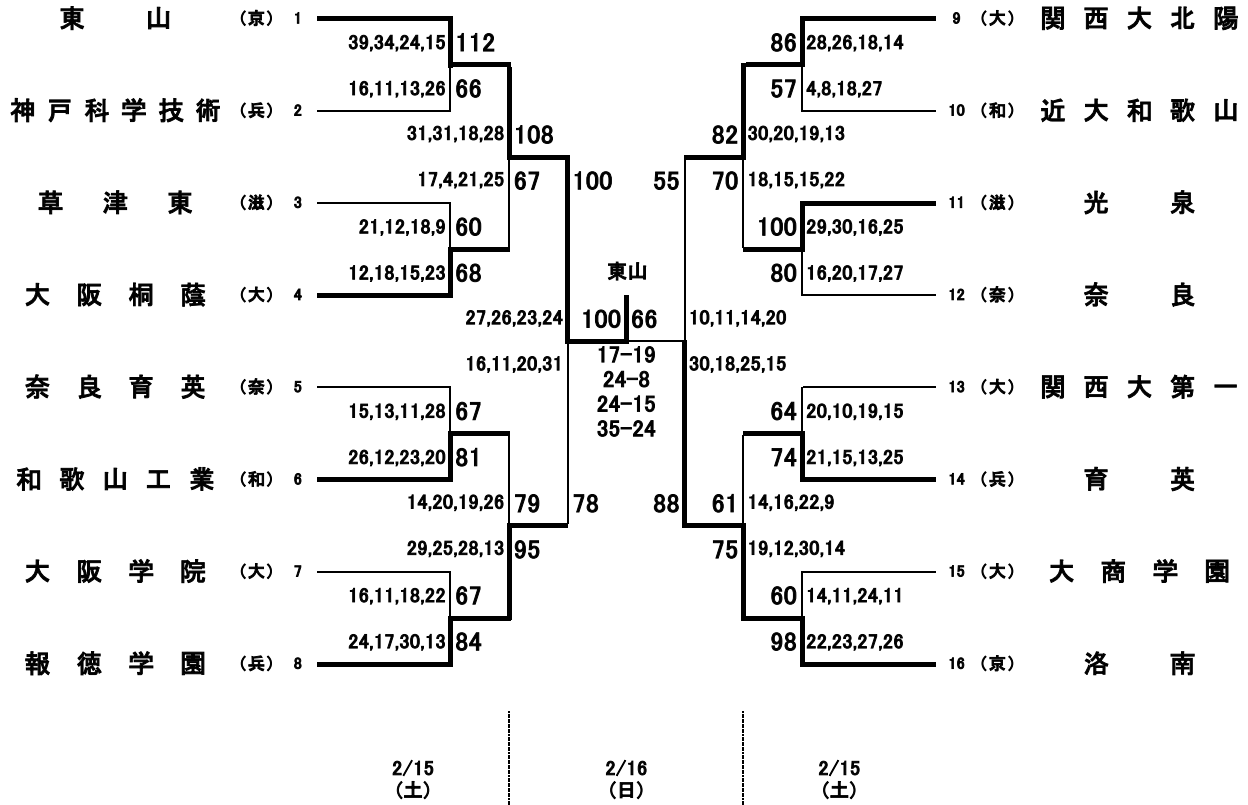 東山 (京) 1
39,34,24,15 112
16,11,13,26 66
神戸科学技術 (兵) 2
31,31,18,28 108
17,4,21,25 67
草津東 (滋) 3
21,12,18,9 60
12,18,15,23 68
大阪桐蔭 (大) 4
100
27,26,23,24
16,11,20,31
奈良育英 (奈) 5
15,13,11,28 67
26,12,23,20 81
和歌山工業 (和) 6
14,20,19,26 79
29,25,28,13 95
78
大阪学院 (大) 7
16,11,18,22 67
24,17,30,13 84
報徳学園 (兵) 8
東山
100 66
17-19
24-8
24-15
35-24
9 (大) 関西大北陽
86 28,26,18,14
57 4,8,18,27
10 (和) 近大和歌山
82 30,20,19,13
70 18,15,15,22
55
11 (滋) 光泉
100 29,30,16,25
80 16,20,17,27
12 (奈) 奈良
10,11,14,20
30,18,25,15
13 (大) 関西大第一
64 20,10,19,15
74 21,15,13,25
14 (兵) 育英
88
61 14,16,22,9
75 19,12,30,14
15 (大) 大商学園
60 14,11,24,11
98 22,23,27,26
16 (京) 洛南
2/15
(土)
2/16
(日)
2/15
(土)